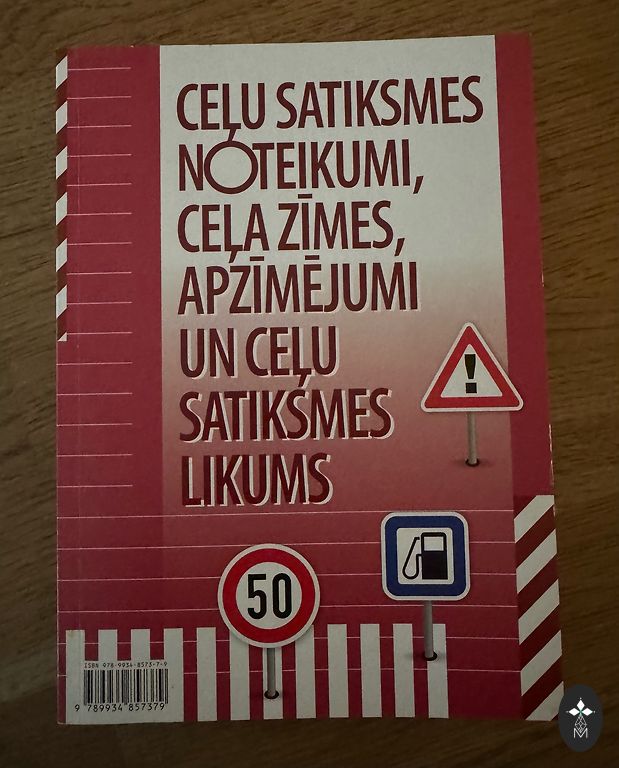 CEĻU SATIKSMES
NOTEIKUMI,
CEĻA ZĪMES,
APZĪMĒJUMI
UN CEĻU
SATIKSMES
LIKUMS
!
50
ISBN 978-9934-8573-7-9
9 789934 857379
M